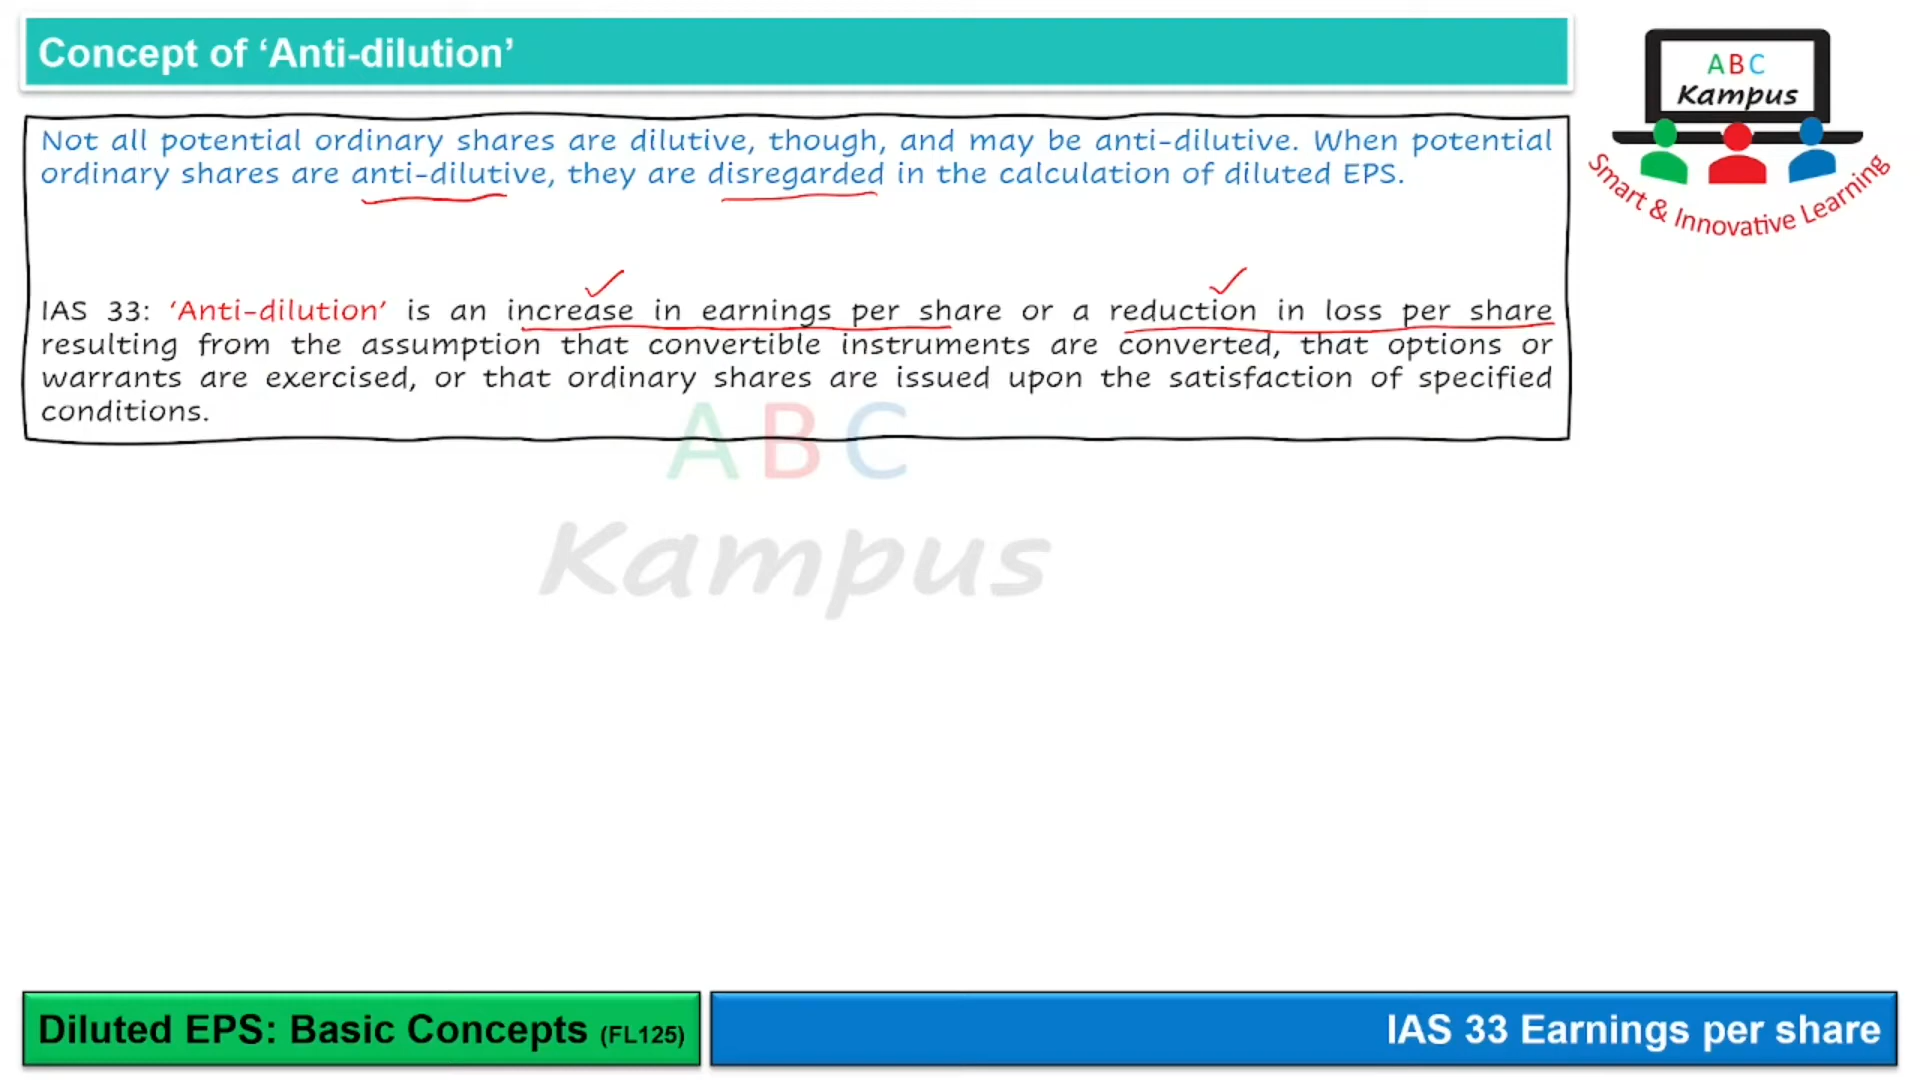 Concept of ‘Anti-dilution’
A B C
Kampus
Smart & Innovative Learning
Not all potential ordinary shares are dilutive, though, and may be anti-dilutive. When potential
ordinary shares are anti-dilutive, they are disregarded in the calculation of diluted EPS.
IAS 33: ‘Anti-dilution’ is an increase in earnings per share or a reduction in loss per share
resulting from the assumption that convertible instruments are converted, that options or
warrants are exercised, or that ordinary shares are issued upon the satisfaction of specified
conditions.
A B C
Kampus
Diluted EPS: Basic Concepts (FL125)
IAS 33 Earnings per share